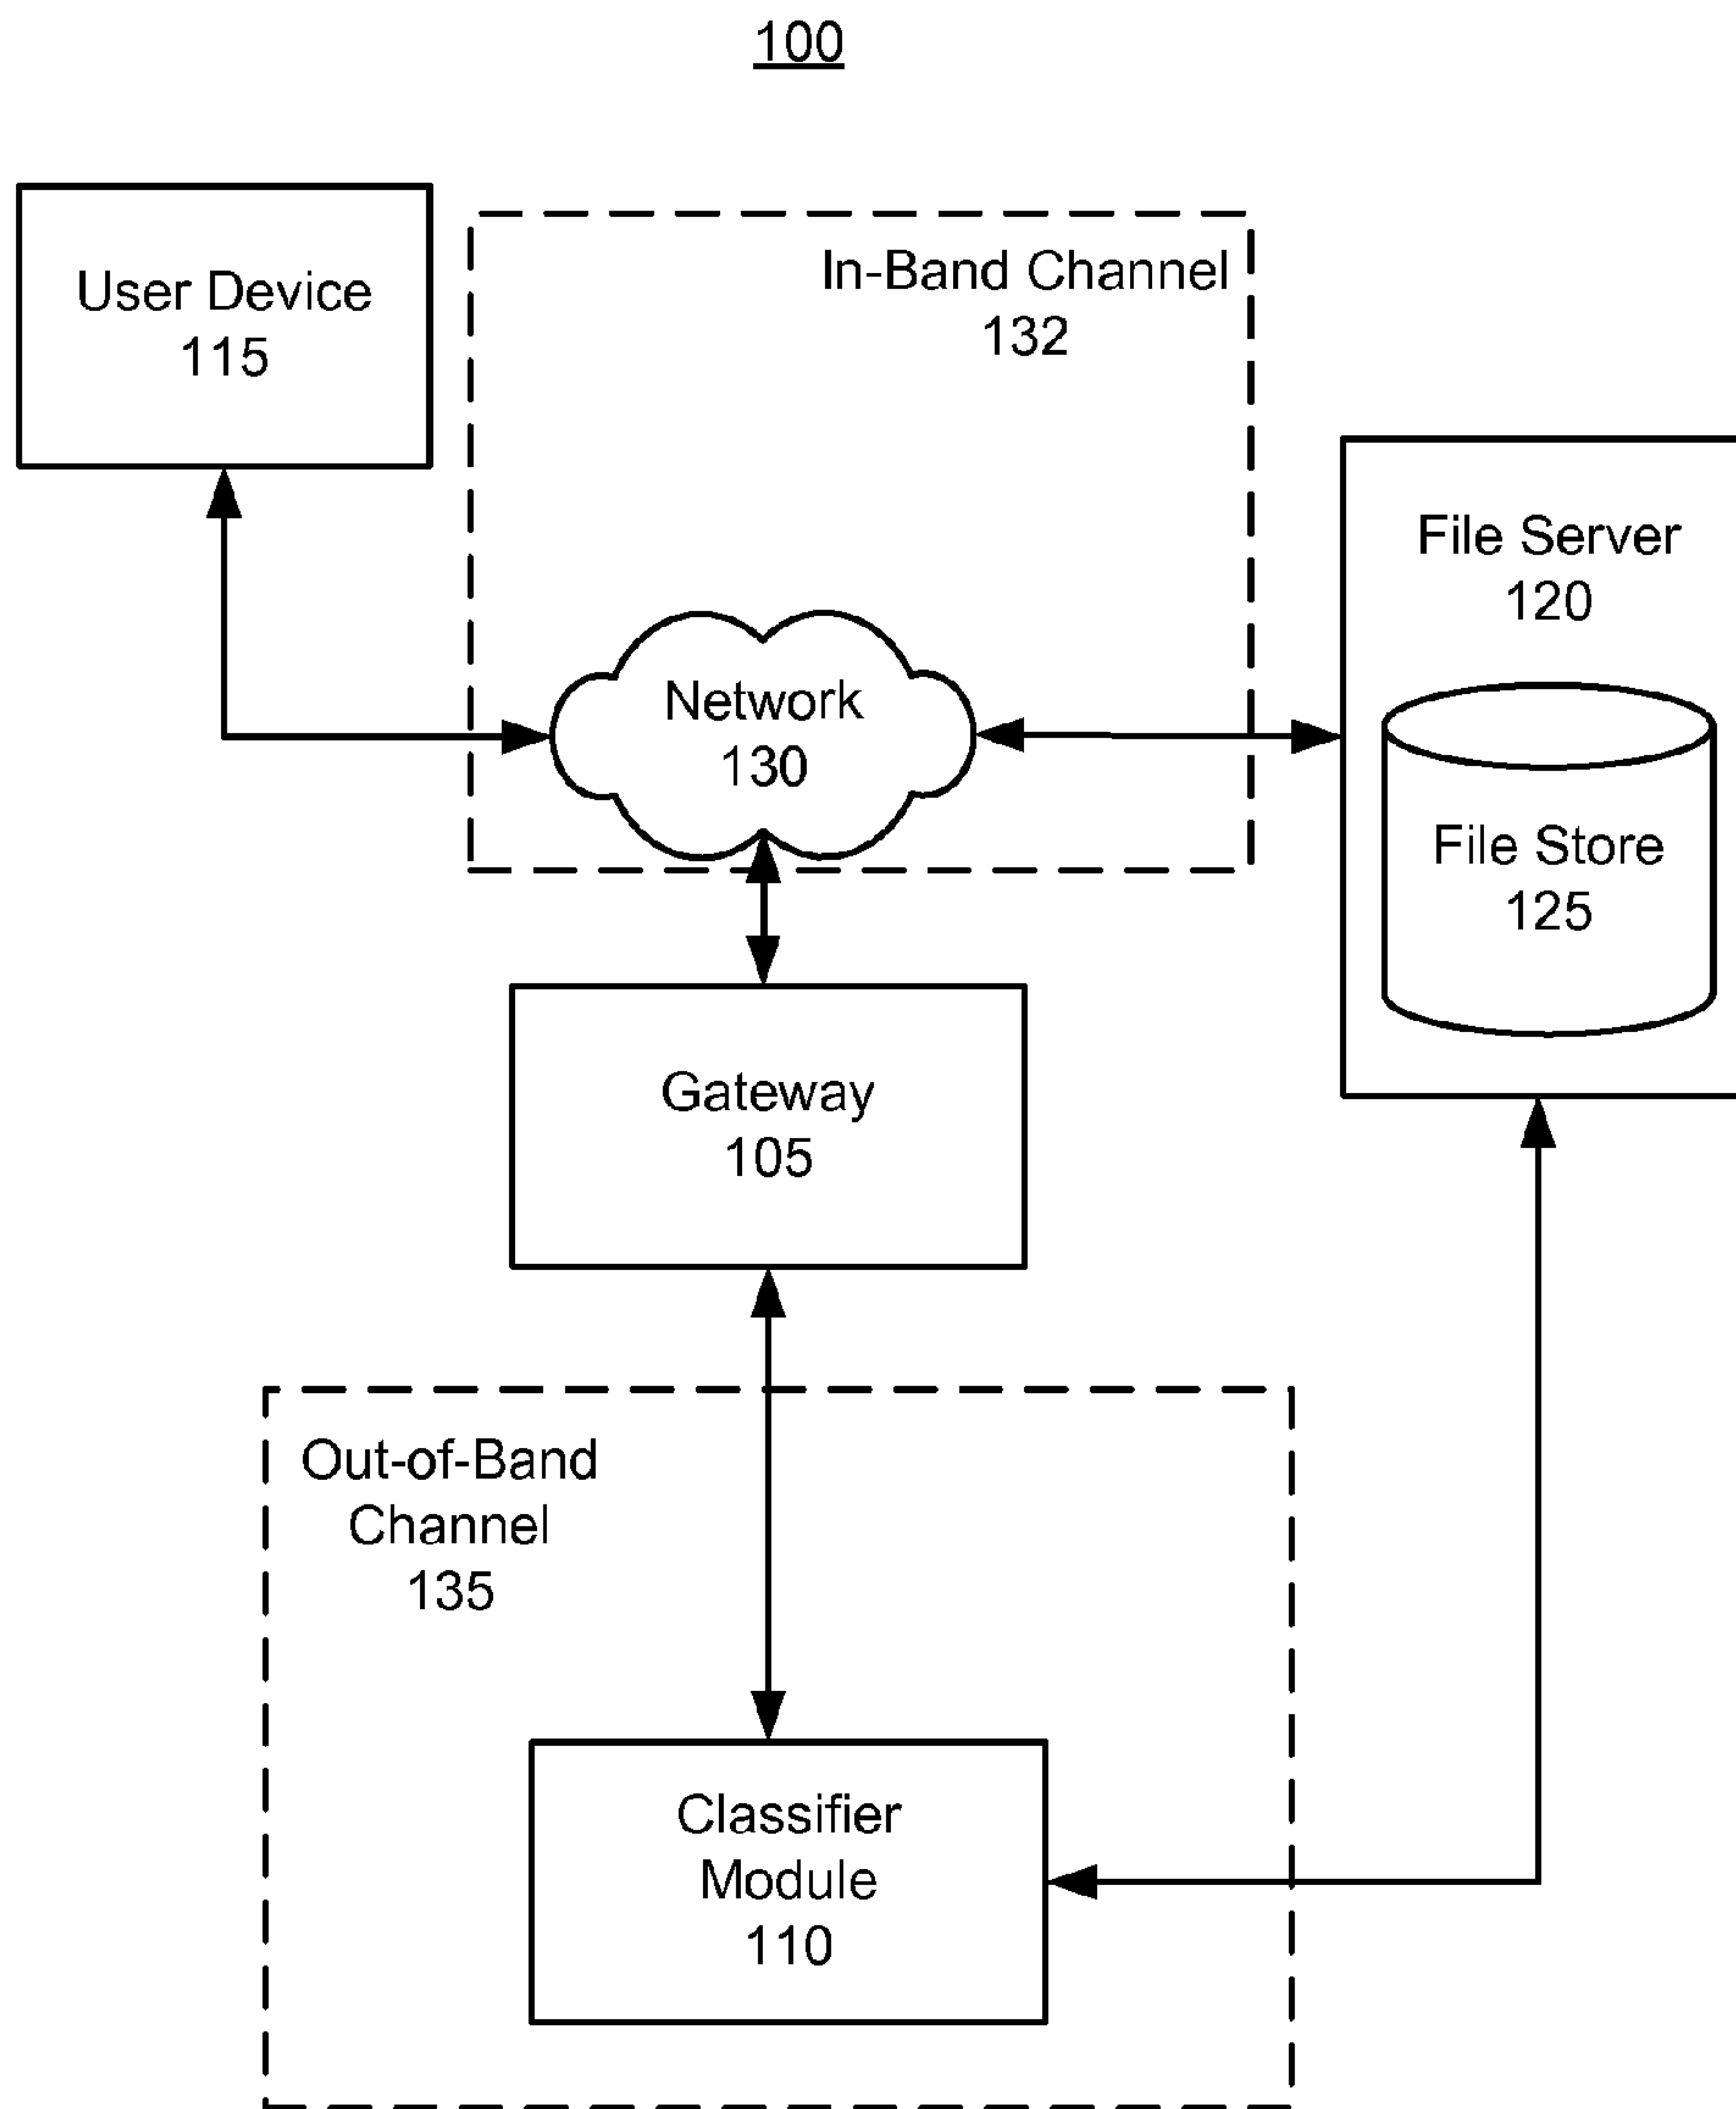 100
User Device
115
In-Band Channel
132
File Server
120
Network
130
File Store
125
Gateway
105
Out-of-Band
Channel
135
Classifier
Module
110